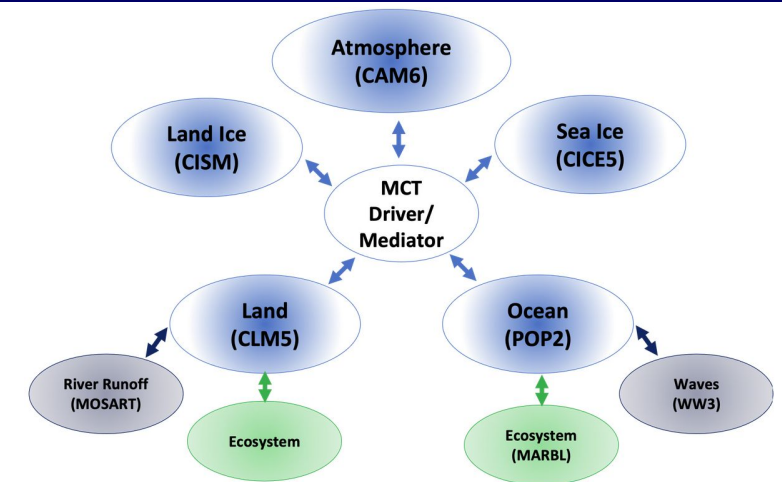 Atmosphere
(CAM6)
Land Ice
(CISM)
Sea Ice
(CICE5)
MCT
Driver/
Mediator
Land
(CLM5)
Ocean
(POP2)
River Runoff
(MOSART)
Waves
(WW3)
Ecosystem
Ecosystem
(MARBL)